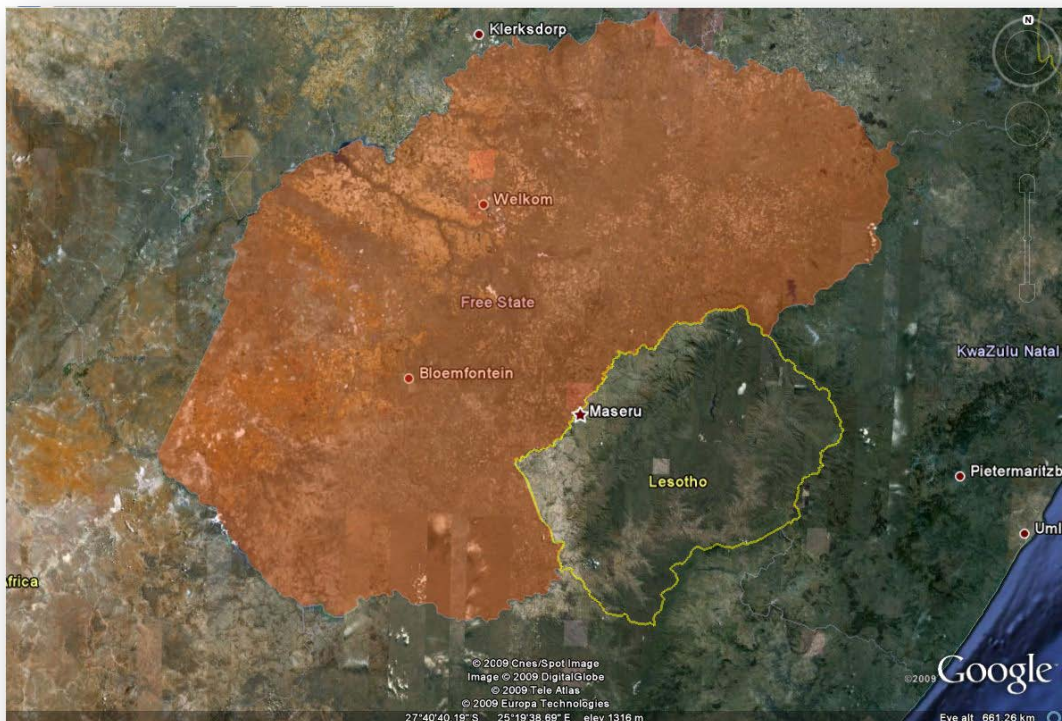 Klerksdorp
N
Welkom
Free State
KwaZulu Natal
Bloemfontein
Maseru
Lesotho
Pietermaritzb
Uml
Africa
© 2009 Cnes/Spot Image
Image © 2009 DigitalGlobe
© 2009 Tele Atlas
© 2009 Europa Technologies
©2009 Google
27°40'40.19" S 25°19'38.69" E elev 1316 m
Eye alt 661.26 km